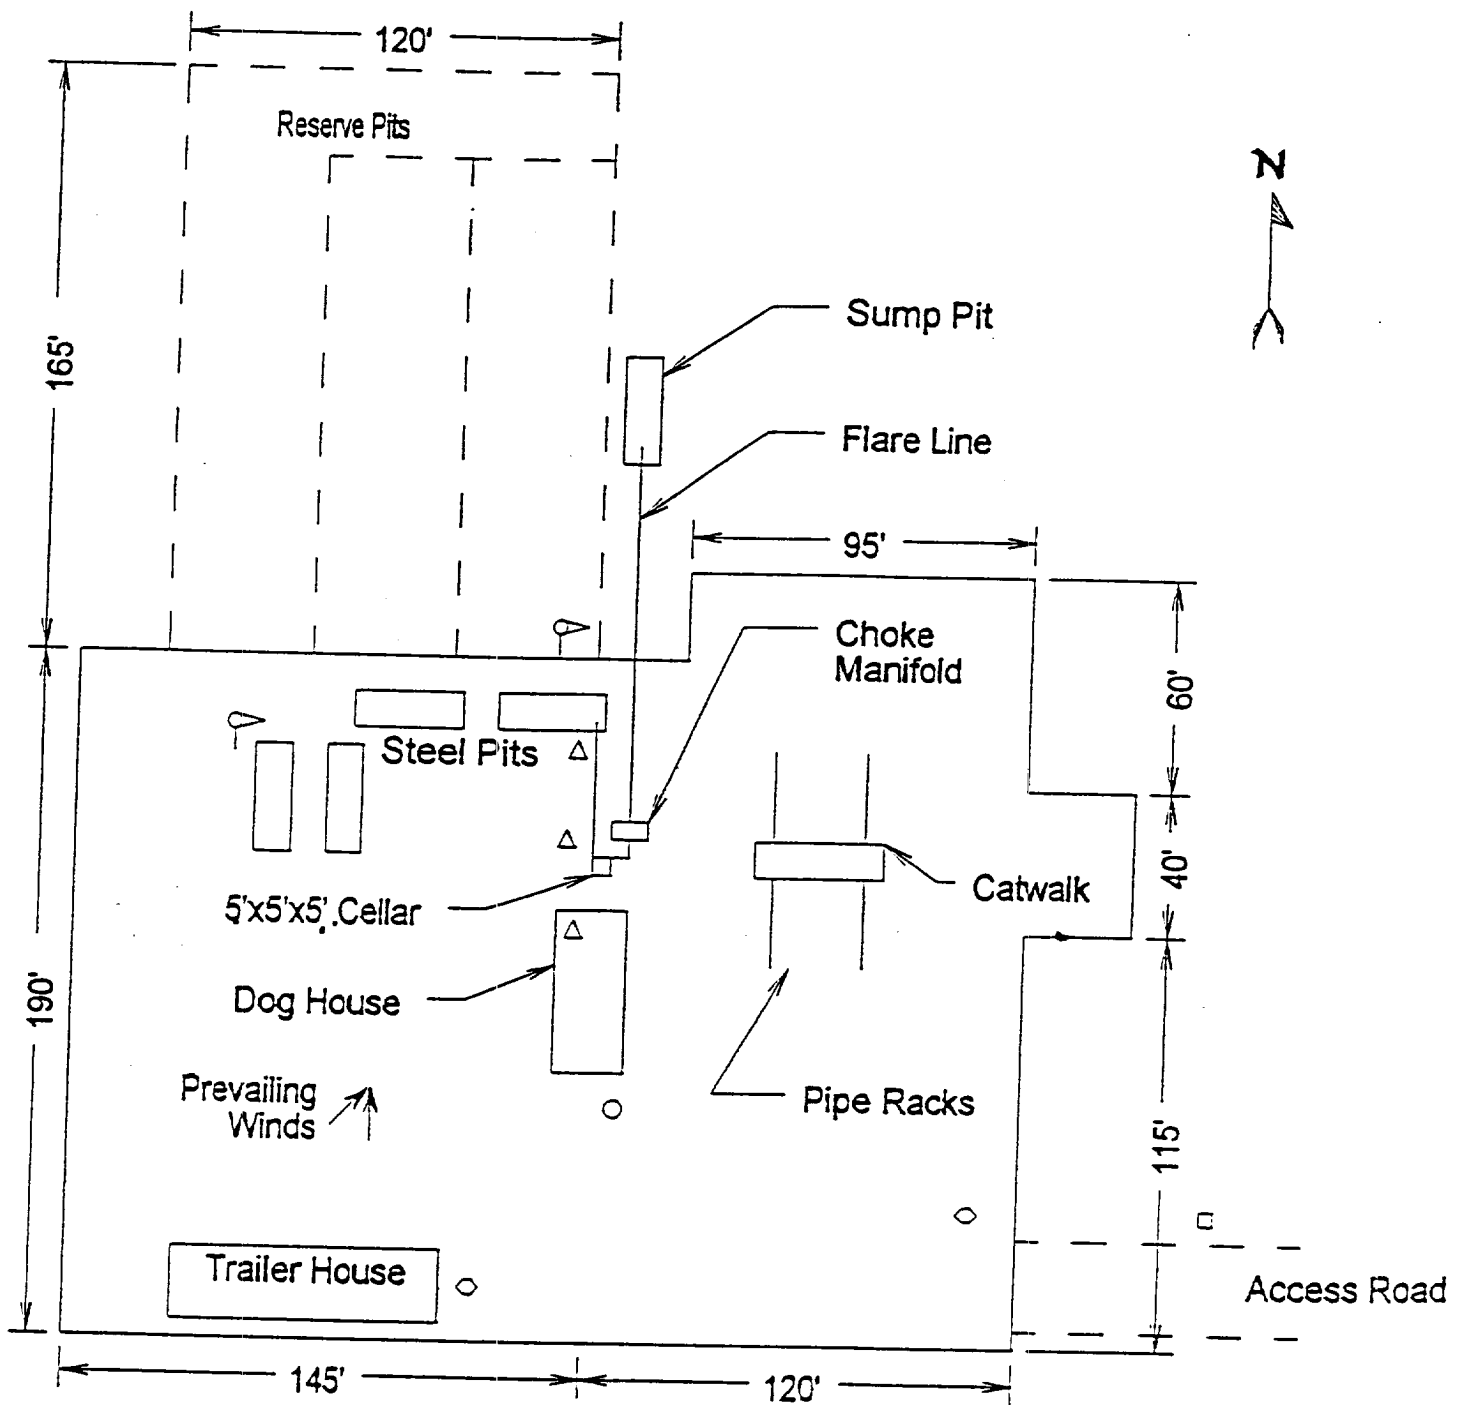 120'
Reserve Pits
N
Sump Pit
165'
Flare Line
95'
Choke
Manifold
60'
Steel Pits
40'
Catwalk
5'x5'x5' Cellar
190'
Dog House
Prevailing
Winds
Pipe Racks
115'
Trailer House
Access Road
145'
120'